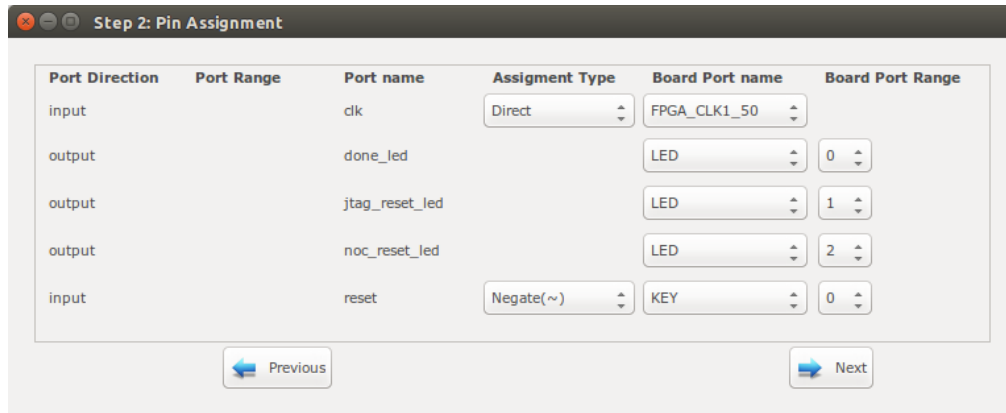 Step 2: Pin Assignment
Port Direction Port Range Port name Assigment Type Board Port name Board Port Range
input clk Direct FPGA_CLK1_50
output done_led LED 0
output jtag_reset_led LED 1
output noc_reset_led LED 2
input reset Negate(~) KEY 0
Previous Next